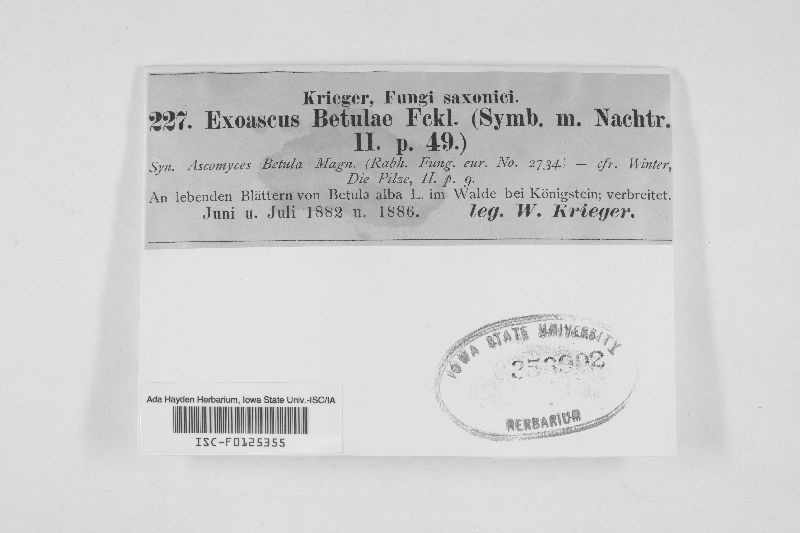 Krieger, Fungi saxonici.
227. Exoascus Betulae Fckl. (Symb. m. Nachtr.
II. p. 49.)
Syn. Ascomyces Betula Magn. (Rabh. Fung. eur. No. 2734) — cfr. Winter,
Die Pilze, II. p. 9.
An lebenden Blättern von Betula alba L. im Walde bei Königstein; verbreitet.
Juni u. Juli 1882 u. 1886. leg. W. Krieger.
IOWA STATE UNIVERSITY
HERBARIUM
Ada Hayden Herbarium, Iowa State Univ.-ISC/IA
ISC-F0125355